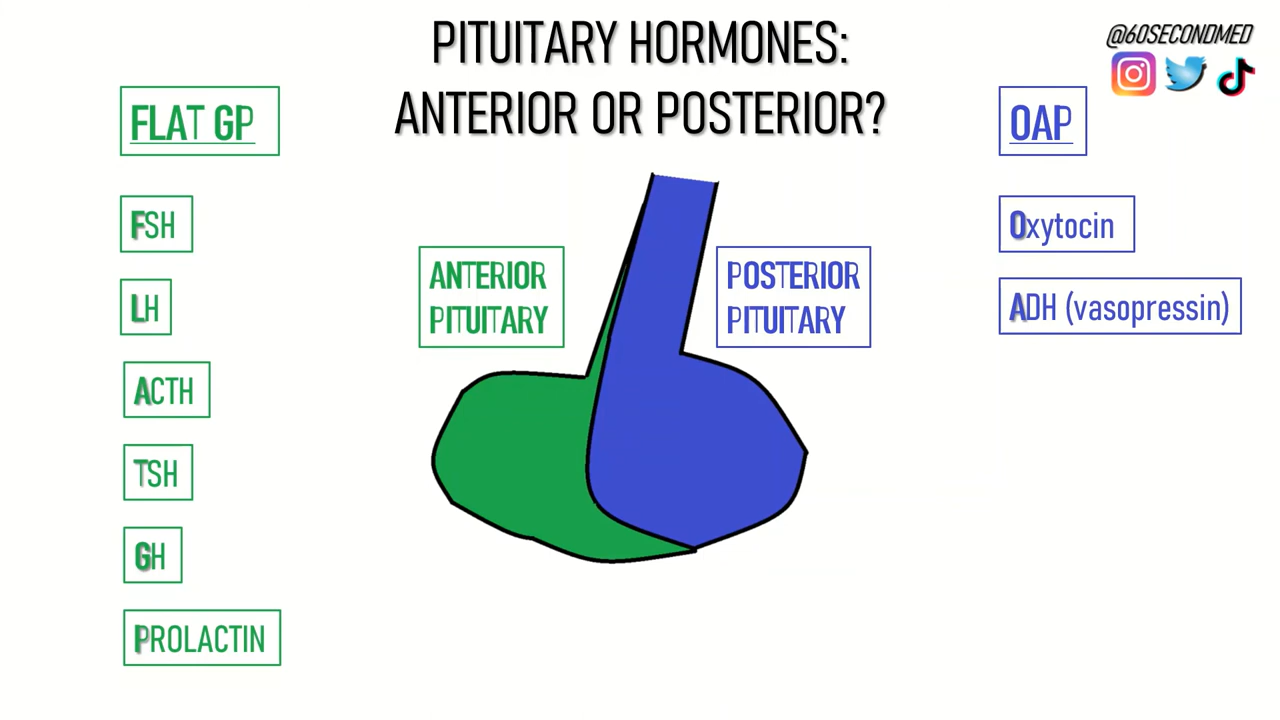 PITUITARY HORMONES:
ANTERIOR OR POSTERIOR?
@60SECONDMED
FLAT GP
FSH
LH
ACTH
TSH
GH
PROLACTIN
ANTERIOR
PITUITARY
POSTERIOR
PITUITARY
OAP
Oxytocin
ADH (vasopressin)